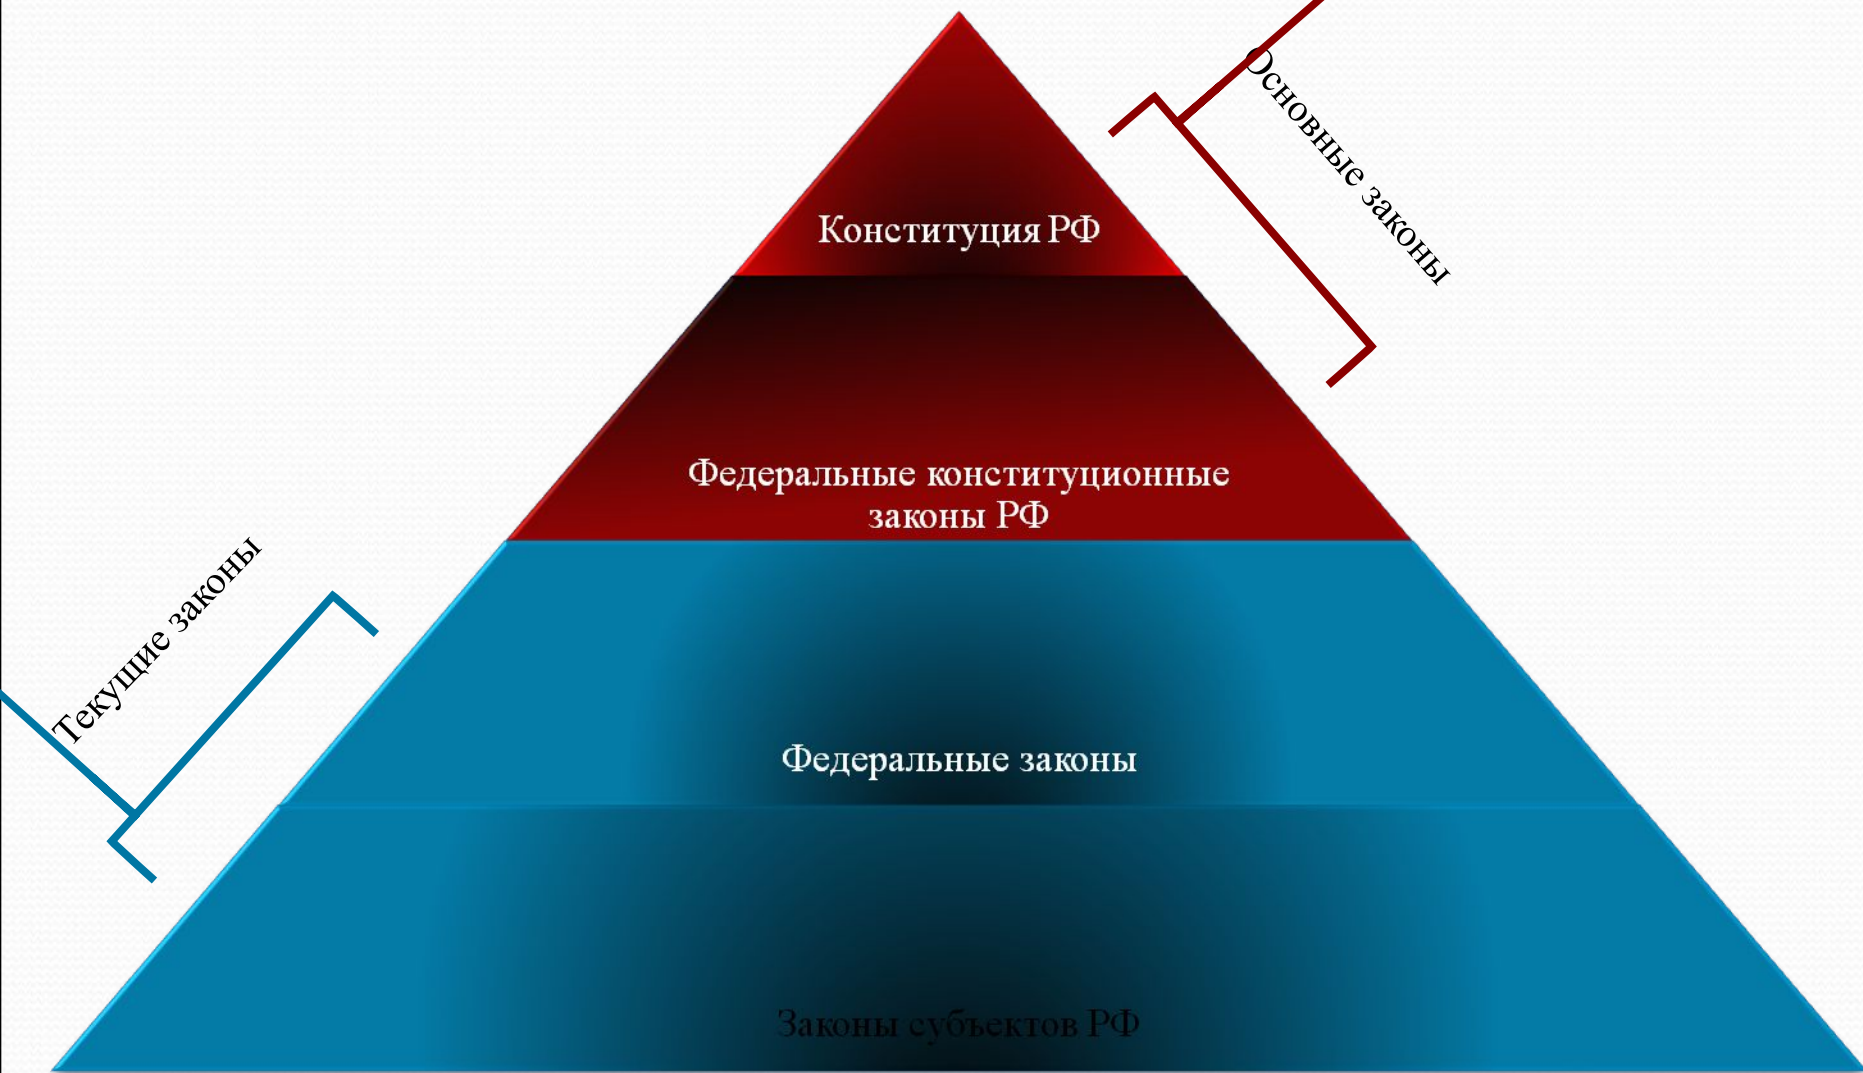 Основные законы
Конституция РФ
Федеральные конституционные
законы РФ
Текущие законы
Федеральные законы
Законы субъектов РФ